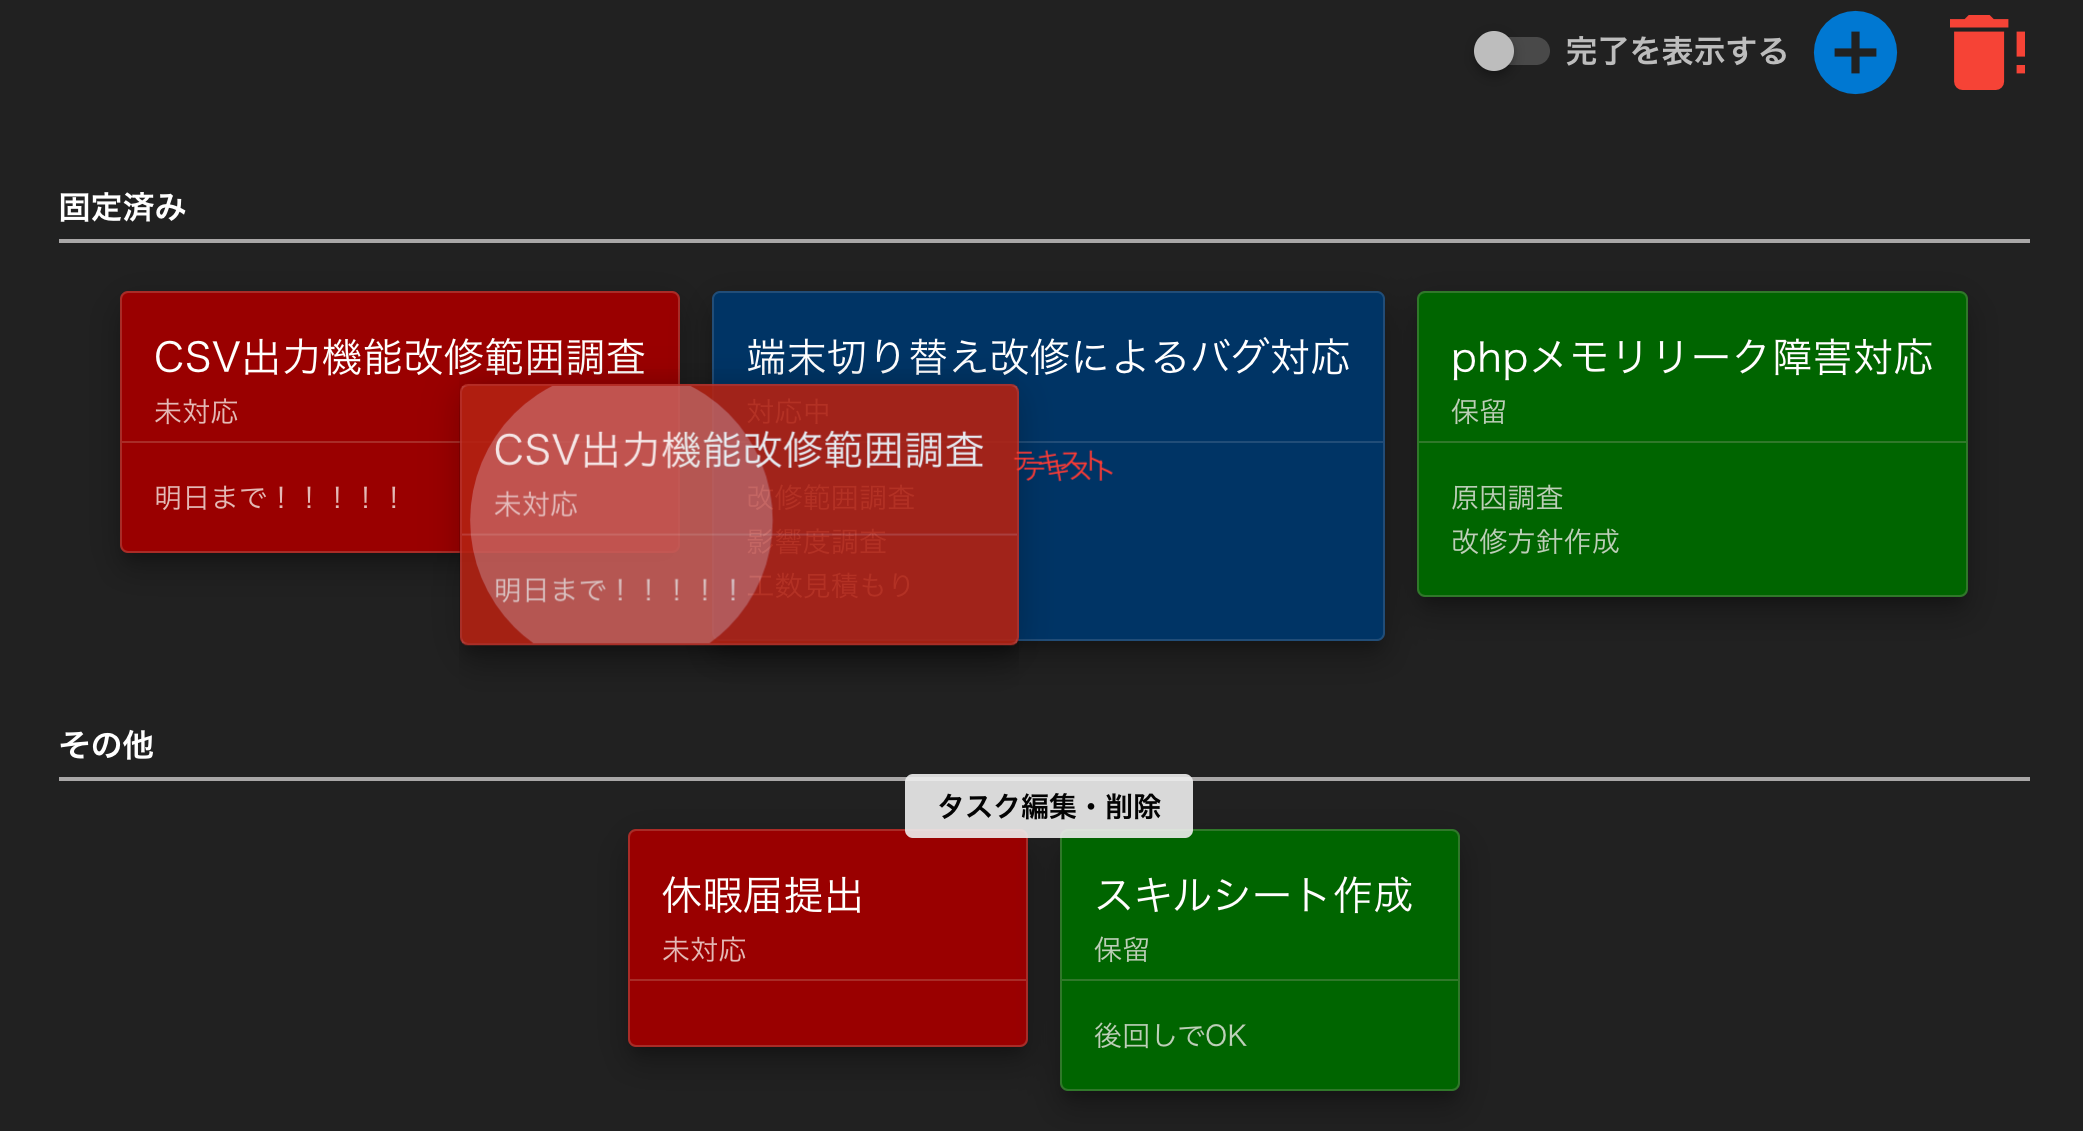 完了を表示する
固定済み
CSV出力機能改修範囲調査
未対応
明日まで！！！！！
CSV出力機能改修範囲調査
未対応
明日まで！！！！！
端末切り替え改修によるバグ対応
対応中
改修範囲調査
影響度調査
工数見積もり
テキスト
テキスト
phpメモリリーク障害対応
保留
原因調査
改修方針作成
その他
タスク編集・削除
休暇届提出
未対応
スキルシート作成
保留
後回しでOK